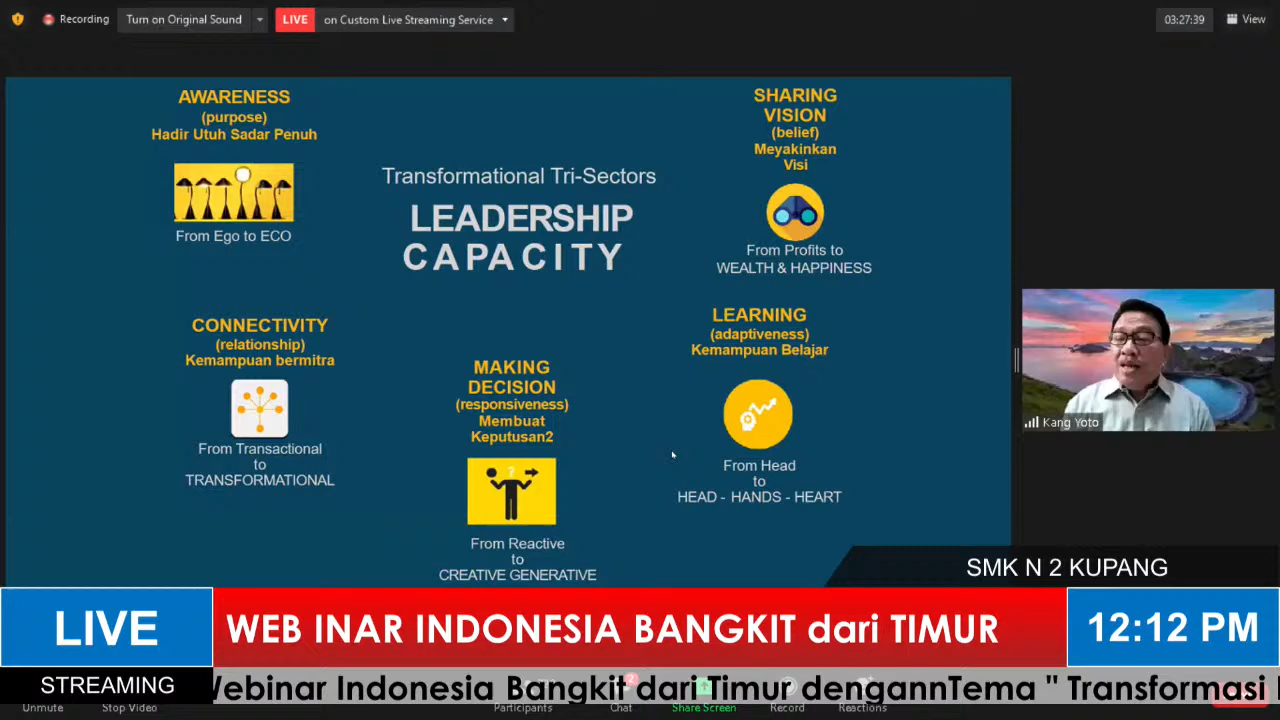 Recording
Turn on Original Sound
LIVE
on Custom Live Streaming Service
03:27:39
View
AWARENESS
(purpose)
Hadir Utuh Sadar Penuh
From Ego to ECO
Transformational Tri-Sectors
LEADERSHIP
CAPACITY
SHARING
VISION
(belief)
Meyakinkan
Visi
From Profits to
WEALTH & HAPPINESS
CONNECTIVITY
(relationship)
Kemampuan bermitra
From Transactional
to
TRANSFORMATIONAL
MAKING
DECISION
(responsiveness)
Membuat
Keputusan2
?
From Reactive
to
CREATIVE GENERATIVE
LEARNING
(adaptiveness)
Kemampuan Belajar
From Head
to
HEAD - HANDS - HEART
Kang Yoto
SMK N 2 KUPANG
LIVE
WEB INAR INDONESIA BANGKIT dari TIMUR
12:12 PM
STREAMING
Webinar Indonesia Bangkit dari Timur dengannTema " Transformasi
Unmute
Stop Video
Participants
2
Chat
Share Screen
Record
Reactions